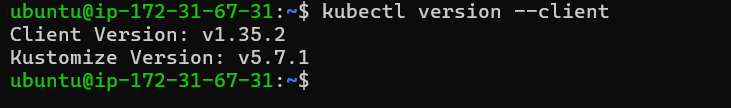 ubuntu@ip-172-31-67-31:~$ kubectl version --client
Client Version: v1.35.2
Kustomize Version: v5.7.1
ubuntu@ip-172-31-67-31:~$